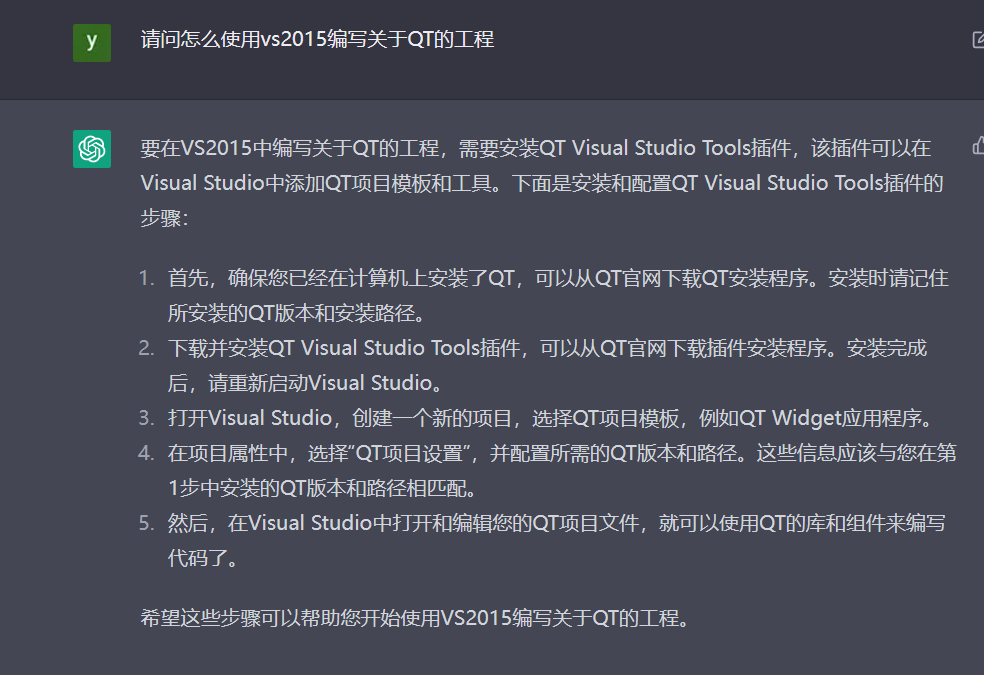 y
请问怎么使用vs2015编写关于QT的工程
要在VS2015中编写关于QT的工程，需要安装QT Visual Studio Tools插件，该插件可以在
Visual Studio中添加QT项目模板和工具。下面是安装和配置QT Visual Studio Tools插件的
步骤：
1. 首先，确保您已经在计算机上安装了QT，可以从QT官网下载QT安装程序。安装时请记住
所安装的QT版本和安装路径。
2. 下载并安装QT Visual Studio Tools插件，可以从QT官网下载插件安装程序。安装完成
后，请重新启动Visual Studio。
3. 打开Visual Studio，创建一个新的项目，选择QT项目模板，例如QT Widget应用程序。
4. 在项目属性中，选择“QT项目设置”，并配置所需的QT版本和路径。这些信息应该与您在第
1步中安装的QT版本和路径相匹配。
5. 然后，在Visual Studio中打开和编辑您的QT项目文件，就可以使用QT的库和组件来编写
代码了。
希望这些步骤可以帮助您开始使用VS2015编写关于QT的工程。